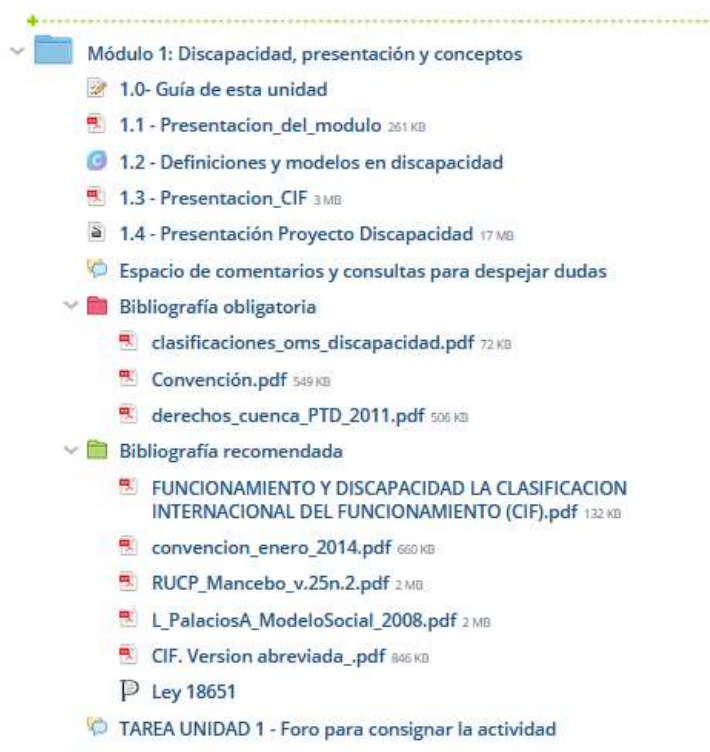 Módulo 1: Discapacidad, presentación y conceptos
1.0- Guía de esta unidad
1.1 - Presentacion_del_modulo 261 KB
1.2 - Definiciones y modelos en discapacidad
1.3 - Presentacion_CIF 3 MB
1.4 - Presentación Proyecto Discapacidad 17 MB
Espacio de comentarios y consultas para despejar dudas
Bibliografía obligatoria
clasificaciones_oms_discapacidad.pdf 72 KB
Convención.pdf 549 KB
derechos_cuenca_PTD_2011.pdf 506 KB
Bibliografía recomendada
FUNCIONAMIENTO Y DISCAPACIDAD LA CLASIFICACION
INTERNACIONAL DEL FUNCIONAMIENTO (CIF).pdf 132 KB
convencion_enero_2014.pdf 660 KB
RUCP_Mancebo_v.25n.2.pdf 2 MB
L_PalaciosA_ModeloSocial_2008.pdf 2 MB
CIF. Version abreviada_.pdf 846 KB
Ley 18651
TAREA UNIDAD 1 - Foro para consignar la actividad